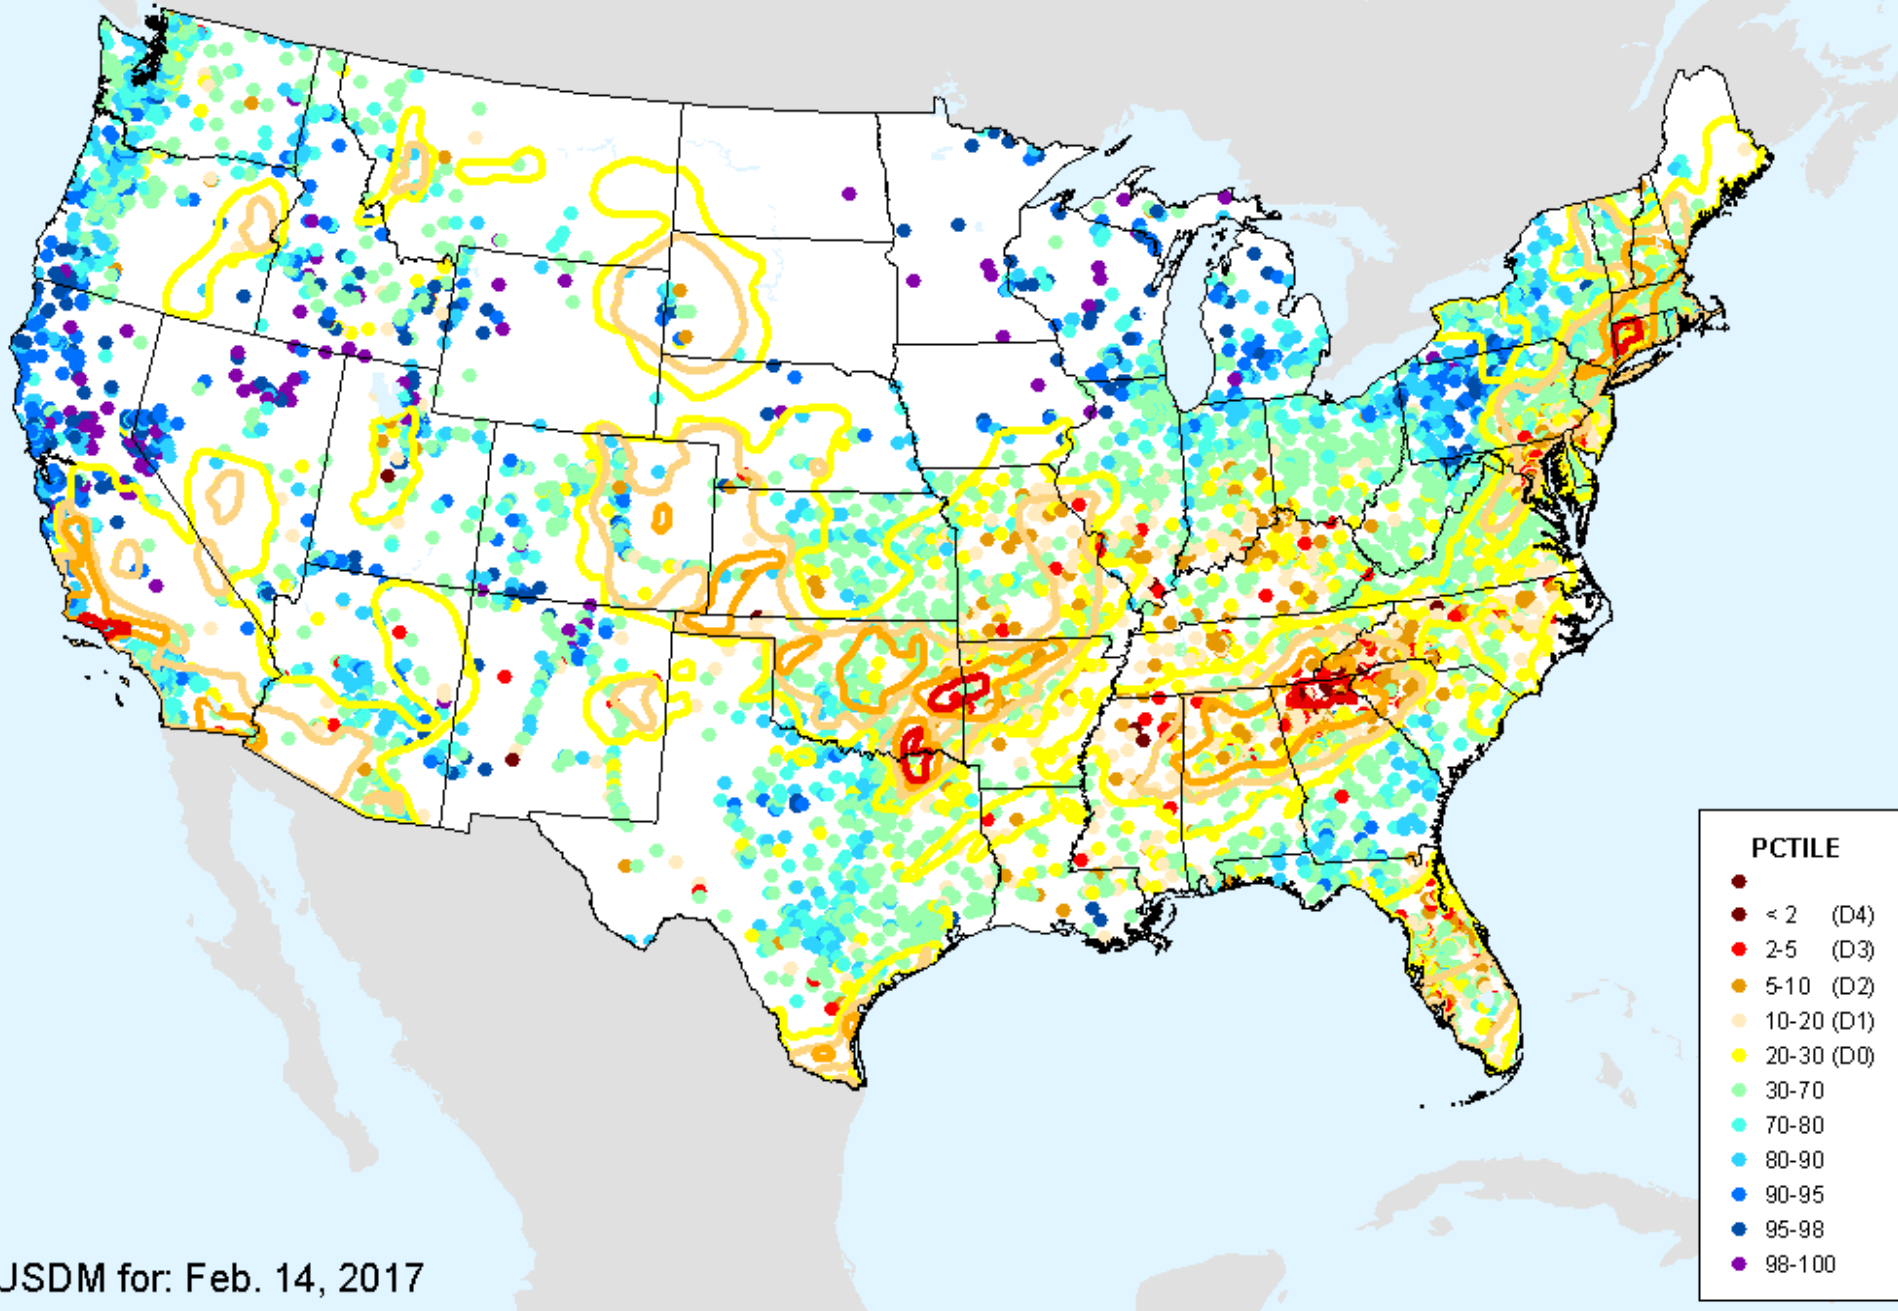 PCTILE
< 2 (D4)
2-5 (D3)
5-10 (D2)
10-20 (D1)
20-30 (D0)
30-70
70-80
80-90
90-95
95-98
98-100
USDM for: Feb. 14, 2017